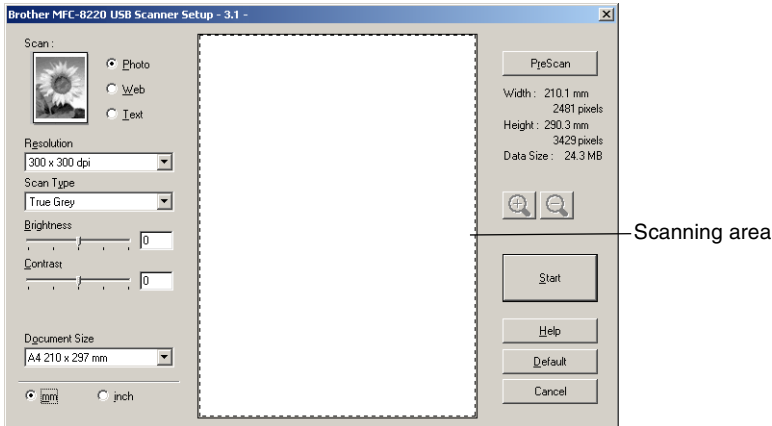 Brother MFC-8220 USB Scanner Setup - 3.1 -
Scan :
Photo
Web
Text
Resolution
300 x 300 dpi
Scan Type
True Grey
Brightness
0
Contrast
0
Document Size
A4 210 x 297 mm
mm inch
PreScan
Width : 210.1 mm
2481 pixels
Height : 290.3 mm
3429 pixels
Data Size : 24.3 MB
Start
Help
Default
Cancel
Scanning area